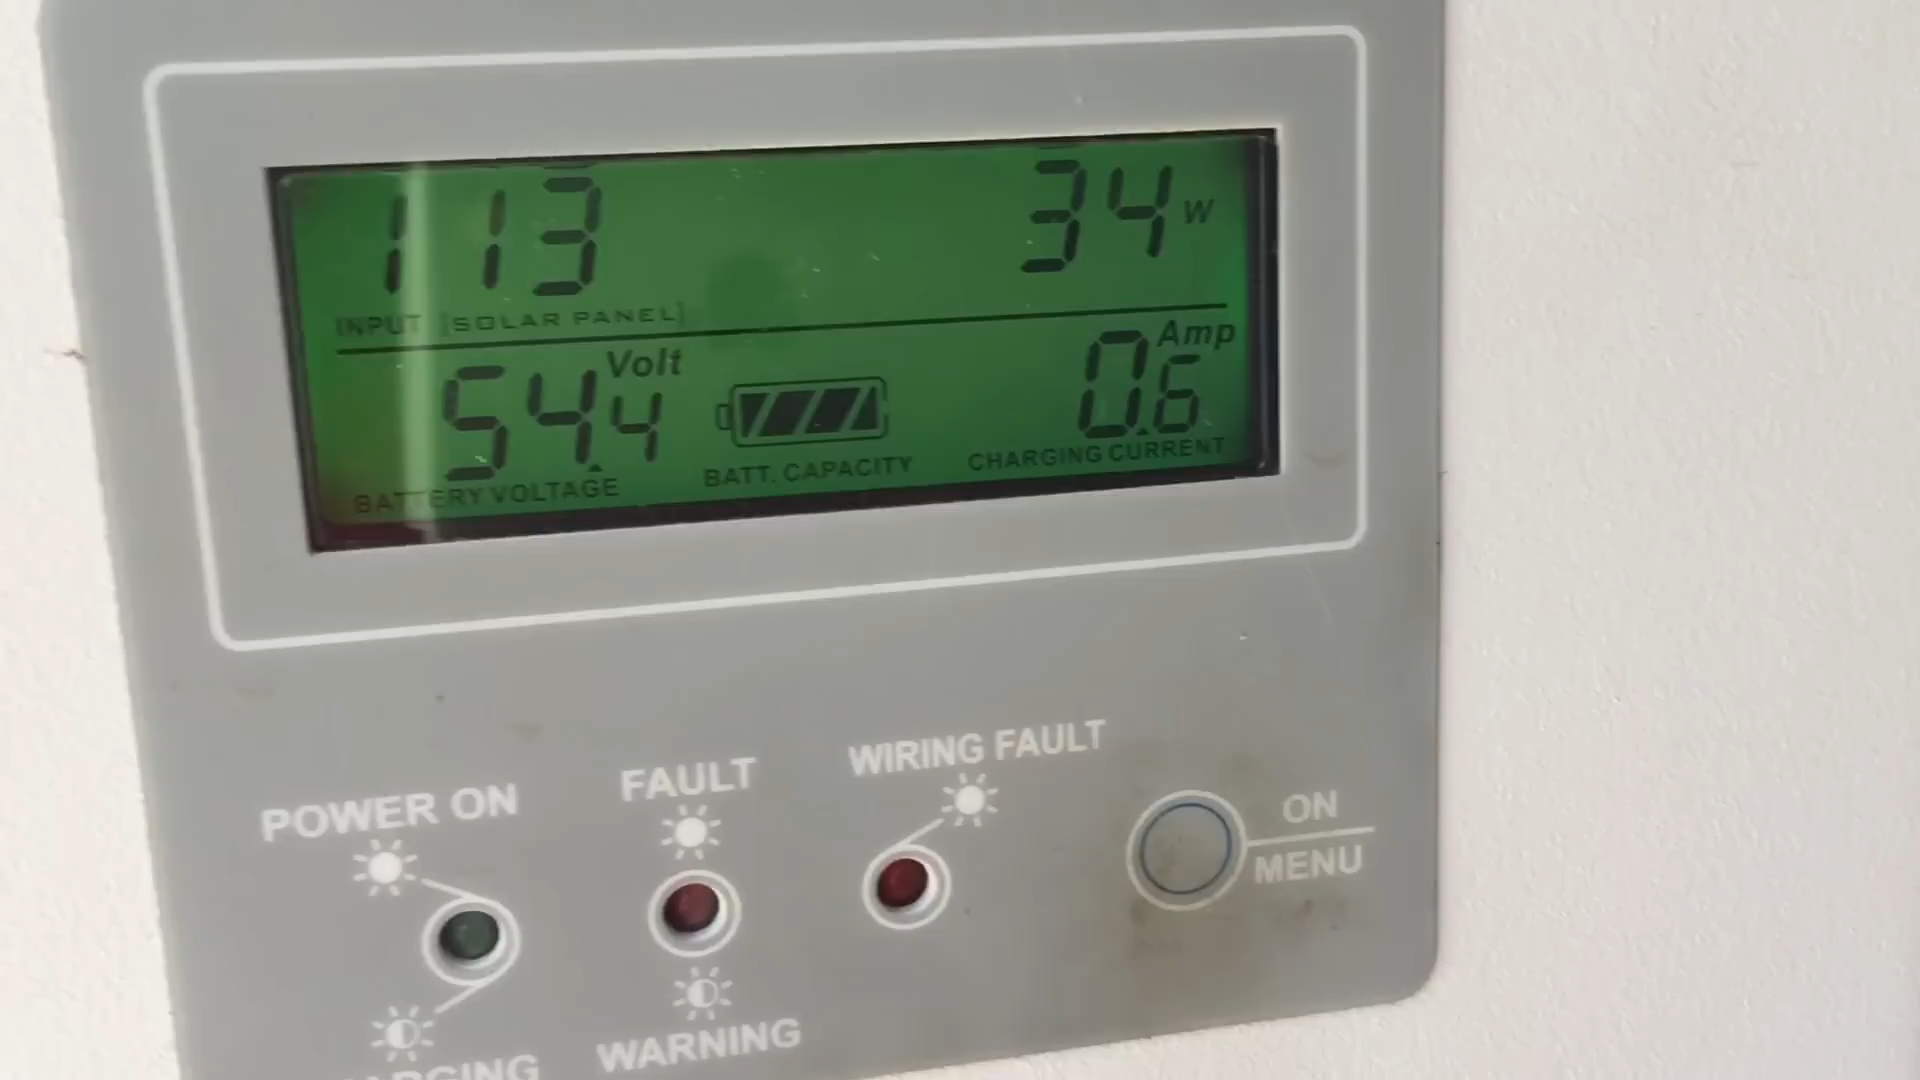 113 34 W
INPUT [SOLAR PANEL]
54.4 Volt 0.6 Amp
BATTERY VOLTAGE BATT. CAPACITY CHARGING CURRENT
POWER ON FAULT WIRING FAULT
ON
MENU
WARNING